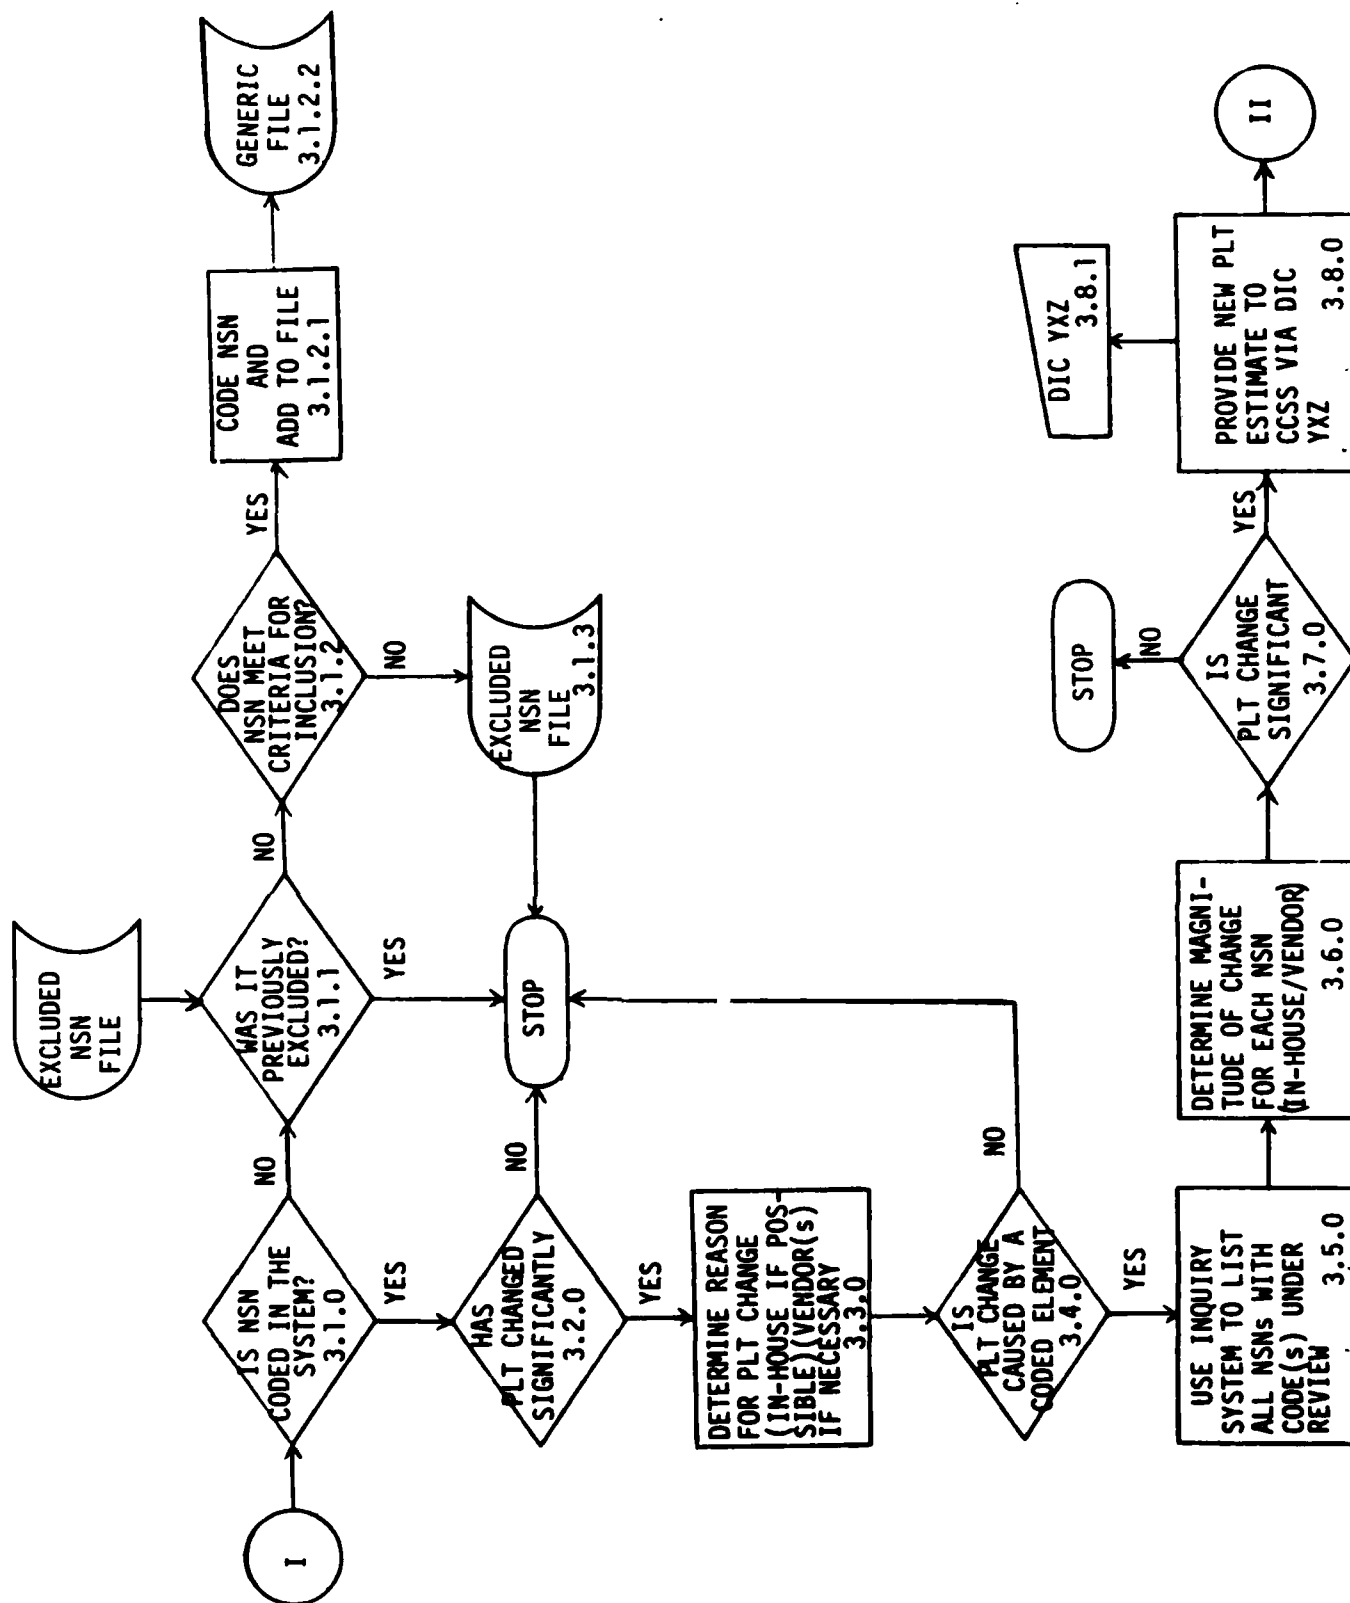 I
IS NSN
CODED IN THE
SYSTEM?
3.1.0
NO
YES
EXCLUDED
NSN
FILE
WAS IT
PREVIOUSLY
EXCLUDED?
3.1.1
NO
YES
DOES
NSN MEET
CRITERIA FOR
INCLUSION?
3.1.2
YES
NO
CODE NSN
AND
ADD TO FILE
3.1.2.1
GENERIC
FILE
3.1.2.2
EXCLUDED
NSN
FILE
3.1.3
STOP
HAS
PLT CHANGED
SIGNIFICANTLY
3.2.0
NO
YES
DETERMINE REASON
FOR PLT CHANGE
(IN-HOUSE IF POS-
SIBLE)(VENDOR(s)
IF NECESSARY
3.3.0
IS
PLT CHANGE
CAUSED BY A
CODED ELEMENT
3.4.0
NO
YES
USE INQUIRY
SYSTEM TO LIST
ALL NSNs WITH
CODE(s) UNDER
REVIEW
3.5.0
DETERMINE MAGNI-
TUDE OF CHANGE
FOR EACH NSN
(IN-HOUSE/VENDOR)
3.6.0
IS
PLT CHANGE
SIGNIFICANT
3.7.0
NO
STOP
YES
PROVIDE NEW PLT
ESTIMATE TO
CCSS VIA DIC
YXZ
3.8.0
DIC YXZ
3.8.1
II